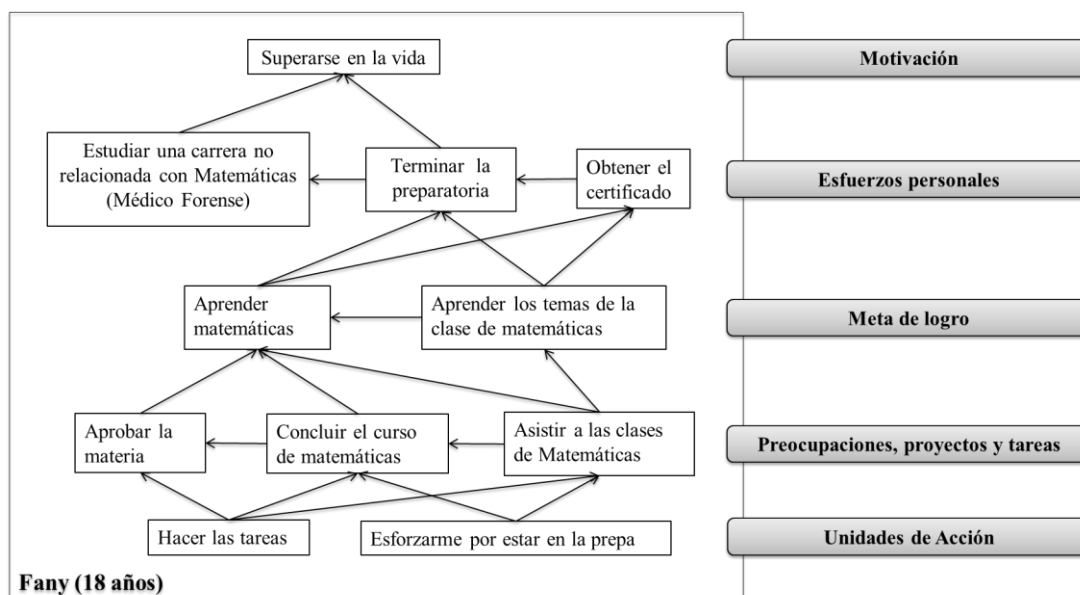 Superarse en la vida
Motivación
Estudiar una carrera no
relacionada con Matemáticas
(Médico Forense)
Terminar la
preparatoria
Obtener el
certificado
Esfuerzos personales
Aprender
matemáticas
Aprender los temas de la
clase de matemáticas
Meta de logro
Aprobar la
materia
Concluir el curso
de matemáticas
Asistir a las clases
de Matemáticas
Preocupaciones, proyectos y tareas
Hacer las tareas
Esforzarme por estar en la prepa
Unidades de Acción
Fany (18 años)